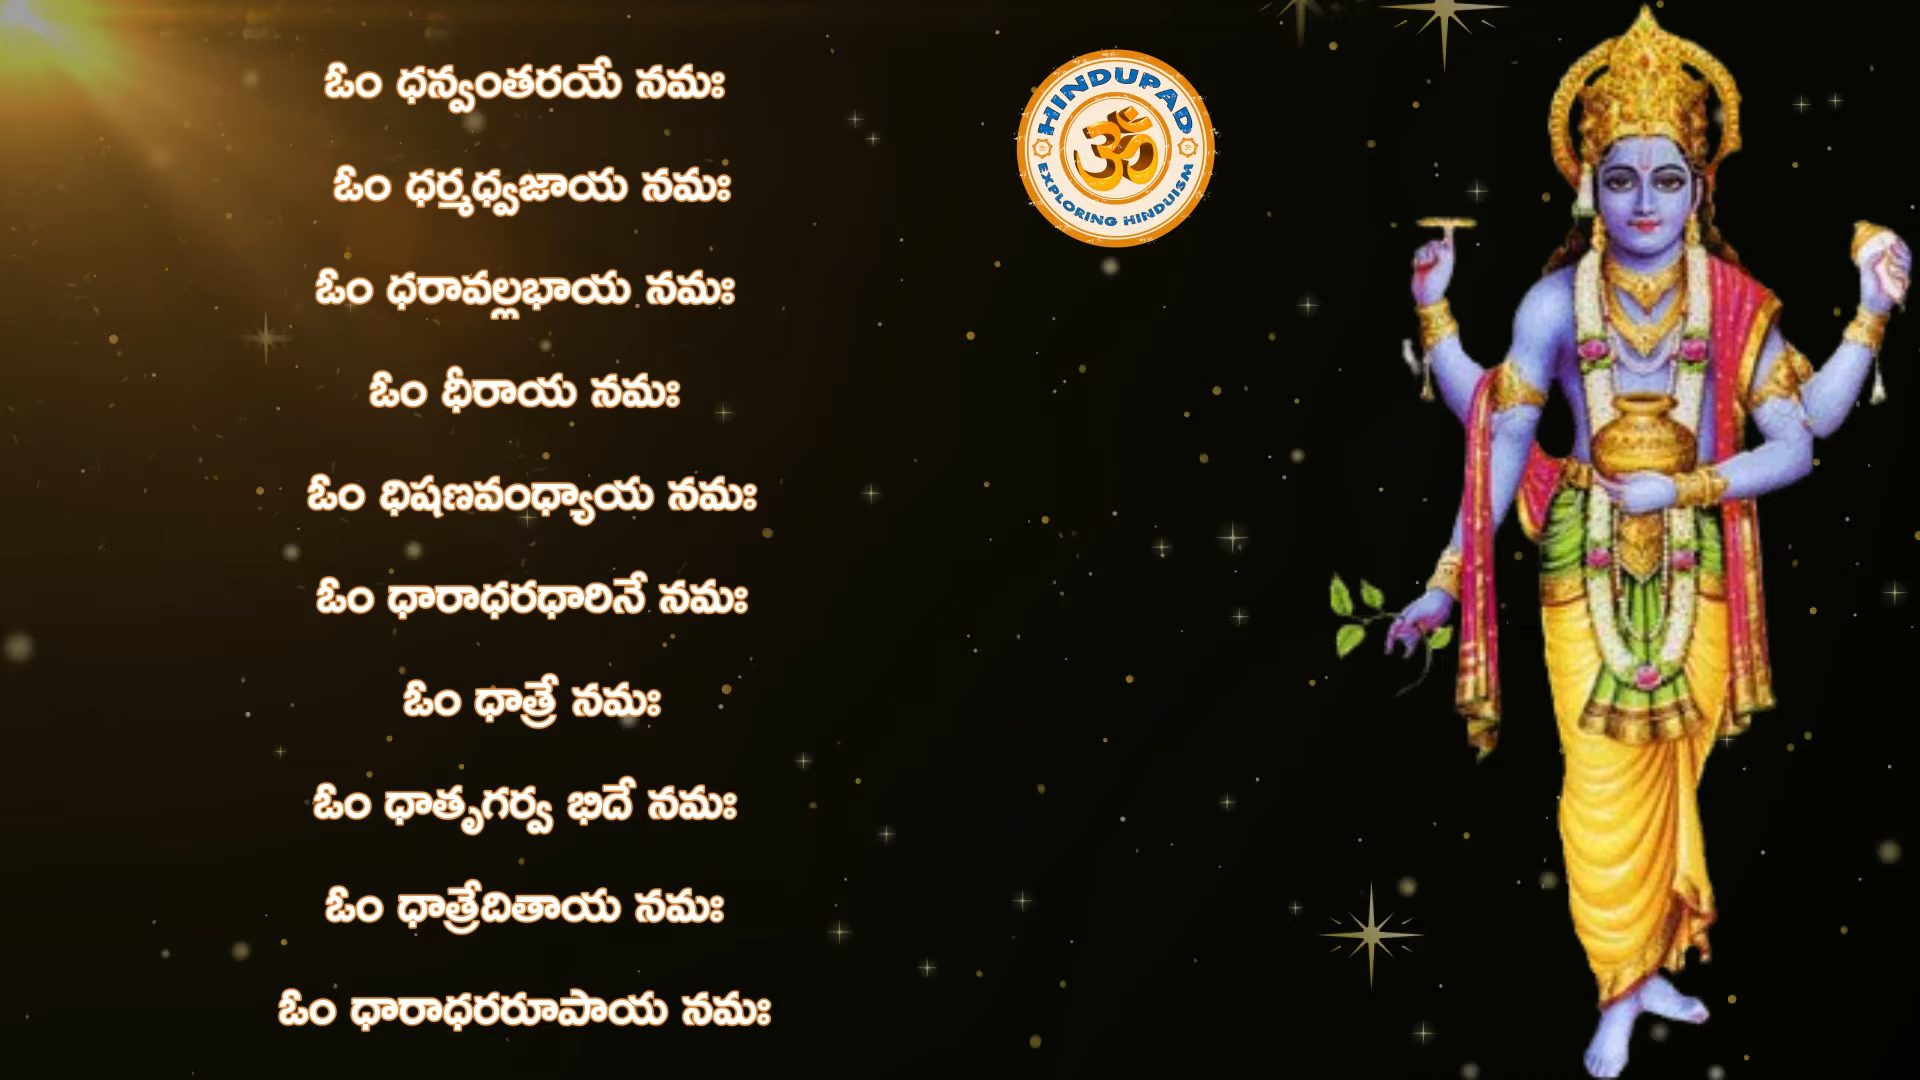 ఓం ధన్వంతరయే నమః
ఓం ధర్మధ్వజాయ నమః
ఓం ధరావల్లభాయ నమః
ఓం ధీరాయ నమః
ఓం ధిషణవంధ్యాయ నమః
ఓం ధారాధరధారినే నమః
ఓం ధాత్రే నమః
ఓం ధాతృగర్వ భిదే నమః
ఓం ధాత్రేదితాయ నమః
ఓం ధారాధరరూపాయ నమః
HINDUPAD
ॐ
EXPLORING HINDUISM